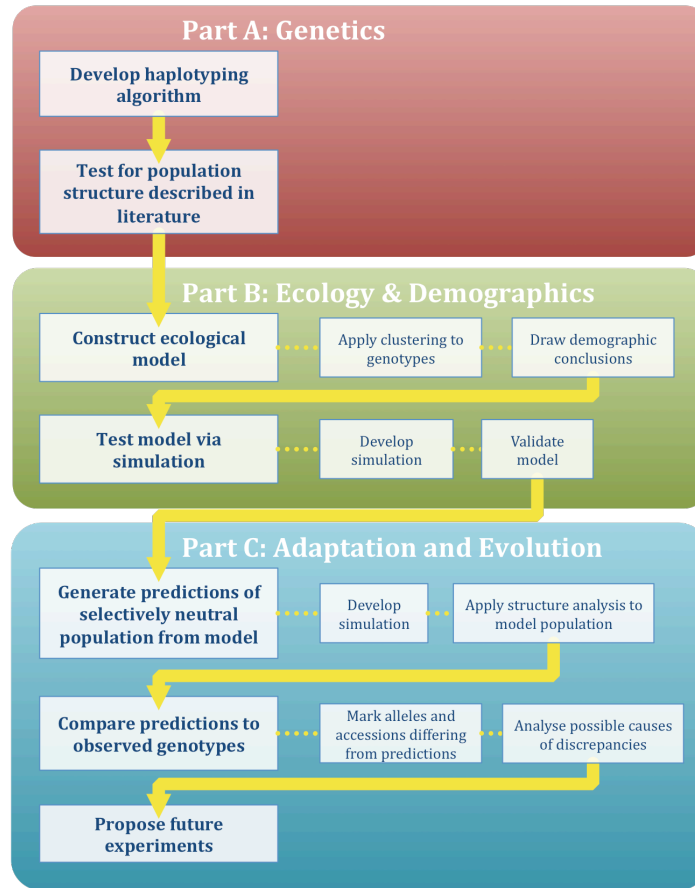 Part A: Genetics
Develop haplotyping
algorithm
Test for population
structure described in
literature
Part B: Ecology & Demographics
Construct ecological
model
Apply clustering to
genotypes
Draw demographic
conclusions
Test model via
simulation
Develop
simulation
Validate
model
Part C: Adaptation and Evolution
Generate predictions of
selectively neutral
population from model
Develop
simulation
Apply structure analysis to
model population
Compare predictions to
observed genotypes
Mark alleles and
accessions differing
from predictions
Analyse possible causes
of discrepancies
Propose future
experiments